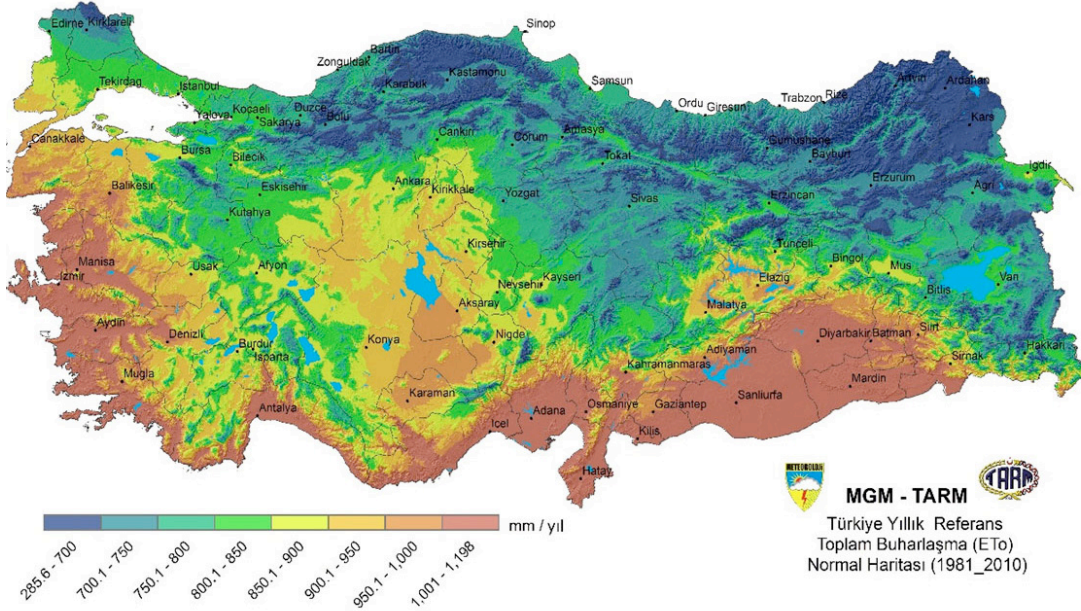 Sinop
Edirne
Kirklareli
Bartin
Zonguldak
Kastamonu
Karabuk
Samsun
Artvin
Ardahan
Tekirdag
Istanbul
Kocaeli
Duzce
Ordu
Giresun
Trabzon
Rize
Yalova
Sakarya
Bolu
Kars
Canakkale
Cankiri
Corum
Amasya
Gumushane
Bayburt
Bursa
Bilecik
Tokat
Igdir
Balikesir
Eskisehir
Ankara
Kirikkale
Yozgat
Sivas
Erzincan
Erzurum
Agri
Kutahya
Manisa
Izmir
Usak
Afyon
Kirsehir
Tunceli
Bingol
Mus
Nevsehir
Kayseri
Elazig
Bitlis
Van
Aksaray
Malatya
Aydin
Denizli
Burdur
Isparta
Konya
Nigde
Diyarbakir
Batman
Siirt
Hakkari
Kahramanmaras
Adiyaman
Sirnak
Mugla
Karaman
Mardin
Antalya
Icel
Adana
Osmaniye
Gaziantep
Sanliurfa
Kilis
Hatay
METEOROLOJI
TARM
MGM - TARM
Türkiye Yıllık Referans
Toplam Buharlaşma (ETo)
Normal Haritası (1981_2010)
mm / yıl
285.6 - 700
700.1 - 750
750.1 - 800
800.1 - 850
850.1 - 900
900.1 - 950
950.1 - 1,000
1,001 - 1,198